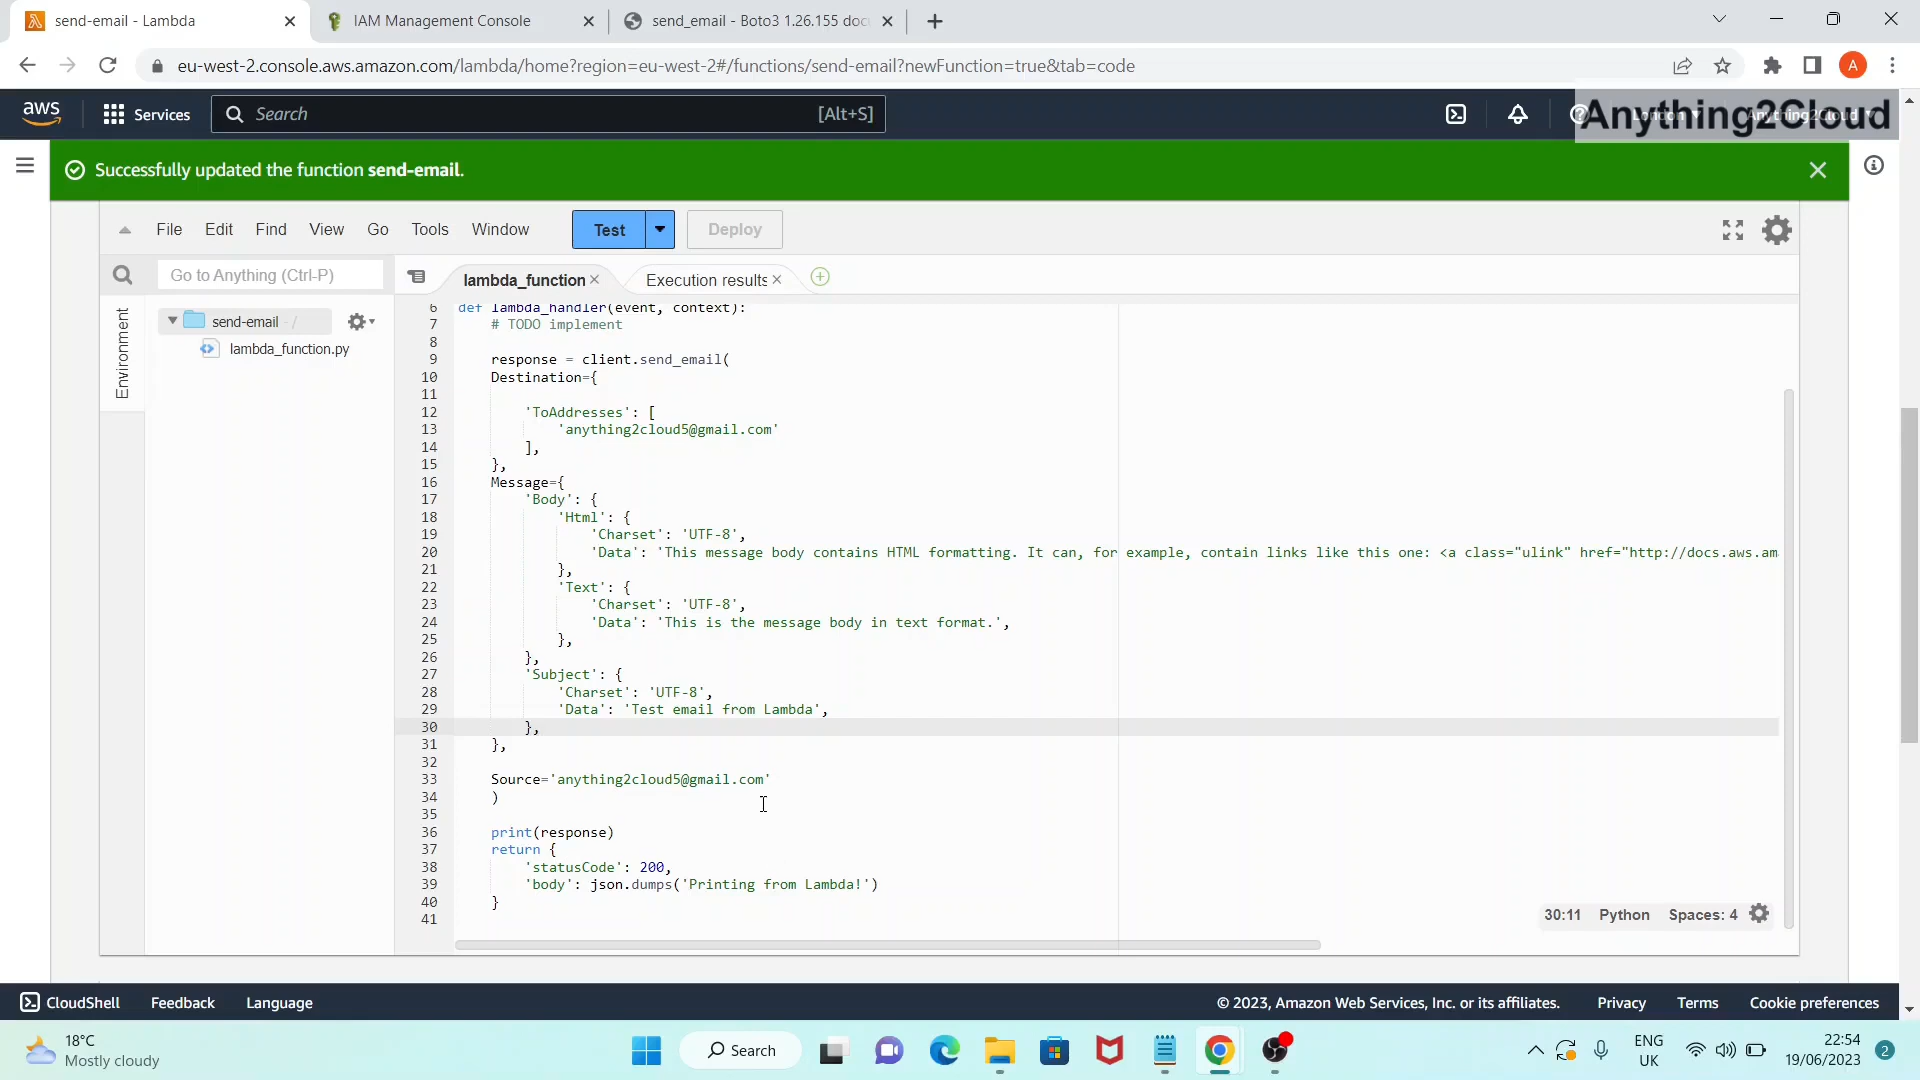 send-email - Lambda
IAM Management Console
send_email - Boto3 1.26.155 doc
eu-west-2.console.aws.amazon.com/lambda/home?region=eu-west-2#/functions/send-email?newFunction=true&tab=code
A
aws
Services
Search
[Alt+S]
Anything2Cloud
Successfully updated the function send-email.
File
Edit
Find
View
Go
Tools
Window
Test
Deploy
Go to Anything (Ctrl-P)
lambda_function
Execution results
Environment
send-email - /
lambda_function.py
6 def lambda_handler(event, context):
7 # TODO implement
8
9 response = client.send_email(
10 Destination={
11
12 'ToAddresses': [
13 'anything2cloud5@gmail.com'
14 ],
15 },
16 Message={
17 'Body': {
18 'Html': {
19 'Charset': 'UTF-8',
20 'Data': 'This message body contains HTML formatting. It can, for example, contain links like this one: <a class="ulink" href="http://docs.aws.am
21 },
22 'Text': {
23 'Charset': 'UTF-8',
24 'Data': 'This is the message body in text format.',
25 },
26 },
27 'Subject': {
28 'Charset': 'UTF-8',
29 'Data': 'Test email from Lambda',
30 },
31 },
32
33 Source='anything2cloud5@gmail.com'
34 )
35
36 print(response)
37 return {
38 'statusCode': 200,
39 'body': json.dumps('Printing from Lambda!')
40 }
41
30:11 Python Spaces: 4
CloudShell
Feedback
Language
© 2023, Amazon Web Services, Inc. or its affiliates.
Privacy
Terms
Cookie preferences
18°C
Mostly cloudy
Search
ENG
UK
22:54
19/06/2023
2